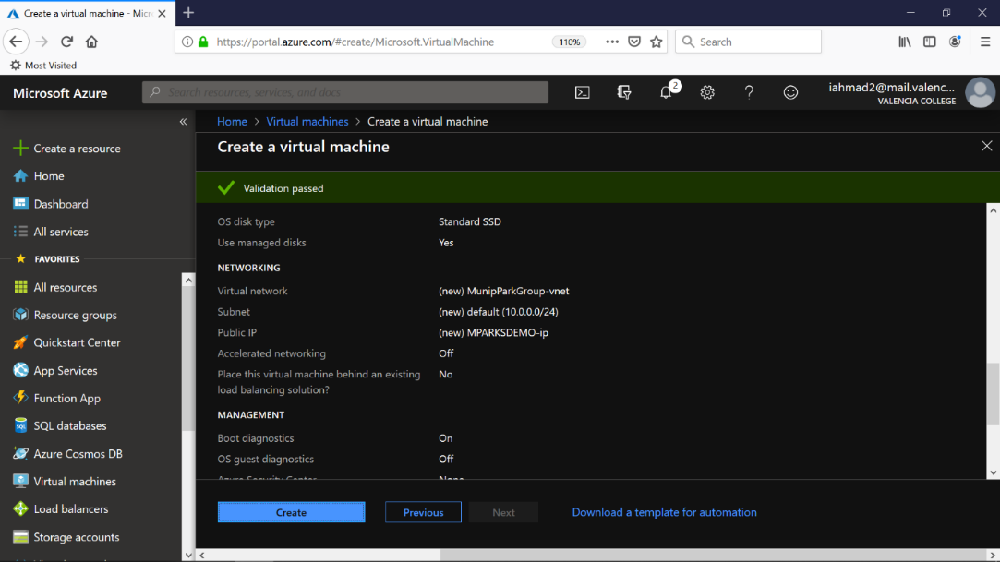 Create a virtual machine - Micr
https://portal.azure.com/#create/Microsoft.VirtualMachine
110%
Search
Most Visited
Microsoft Azure
Search resources, services, and docs
2
iahmad2@mail.valenc...
VALENCIA COLLEGE
Home > Virtual machines > Create a virtual machine
Create a resource
Home
Dashboard
All services
FAVORITES
All resources
Resource groups
Quickstart Center
App Services
Function App
SQL databases
Azure Cosmos DB
Virtual machines
Load balancers
Storage accounts
Create a virtual machine
Validation passed
OS disk type Standard SSD
Use managed disks Yes
NETWORKING
Virtual network (new) MunipParkGroup-vnet
Subnet (new) default (10.0.0.0/24)
Public IP (new) MPARKSDEMO-ip
Accelerated networking Off
Place this virtual machine behind an existing No
load balancing solution?
MANAGEMENT
Boot diagnostics On
OS guest diagnostics Off
Azure Security Center None
Create Previous Next Download a template for automation